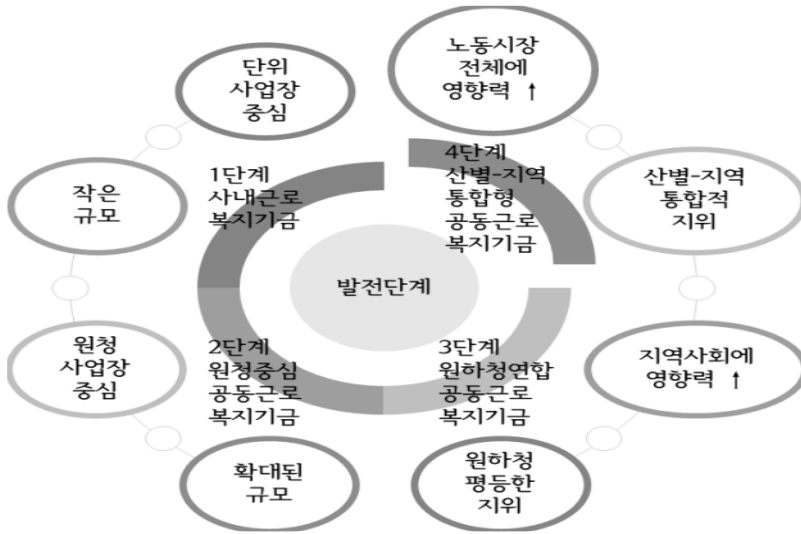 단위
사업장
중심
노동시장
전체에
영향력 ↑
작은
규모
1단계
사내근로
복지기금
4단계
산별-지역
통합형
공동근로
복지기금
산별-지역
통합적
지위
발전단계
원청
사업장
중심
2단계
원청중심
공동근로
복지기금
3단계
원하청연합
공동근로
복지기금
지역사회에
영향력 ↑
확대된
규모
원하청
평등한
지위